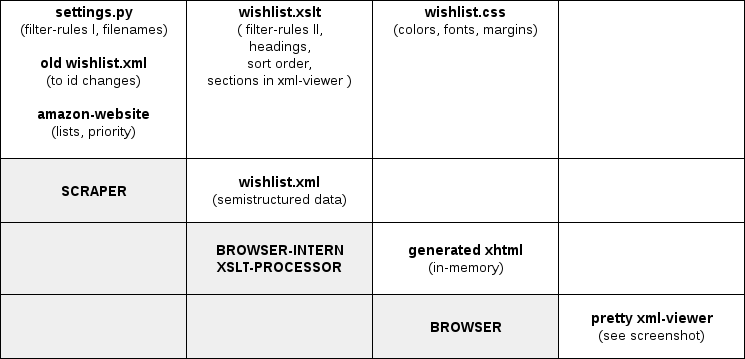 settings.py
(filter-rules I, filenames)
old wishlist.xml
(to id changes)
amazon-website
(lists, priority)
wishlist.xslt
( filter-rules II,
headings,
sort order,
sections in xml-viewer )
wishlist.css
(colors, fonts, margins)
SCRAPER
wishlist.xml
(semistructured data)
BROWSER-INTERN
XSLT-PROCESSOR
generated xhtml
(in-memory)
BROWSER
pretty xml-viewer
(see screenshot)